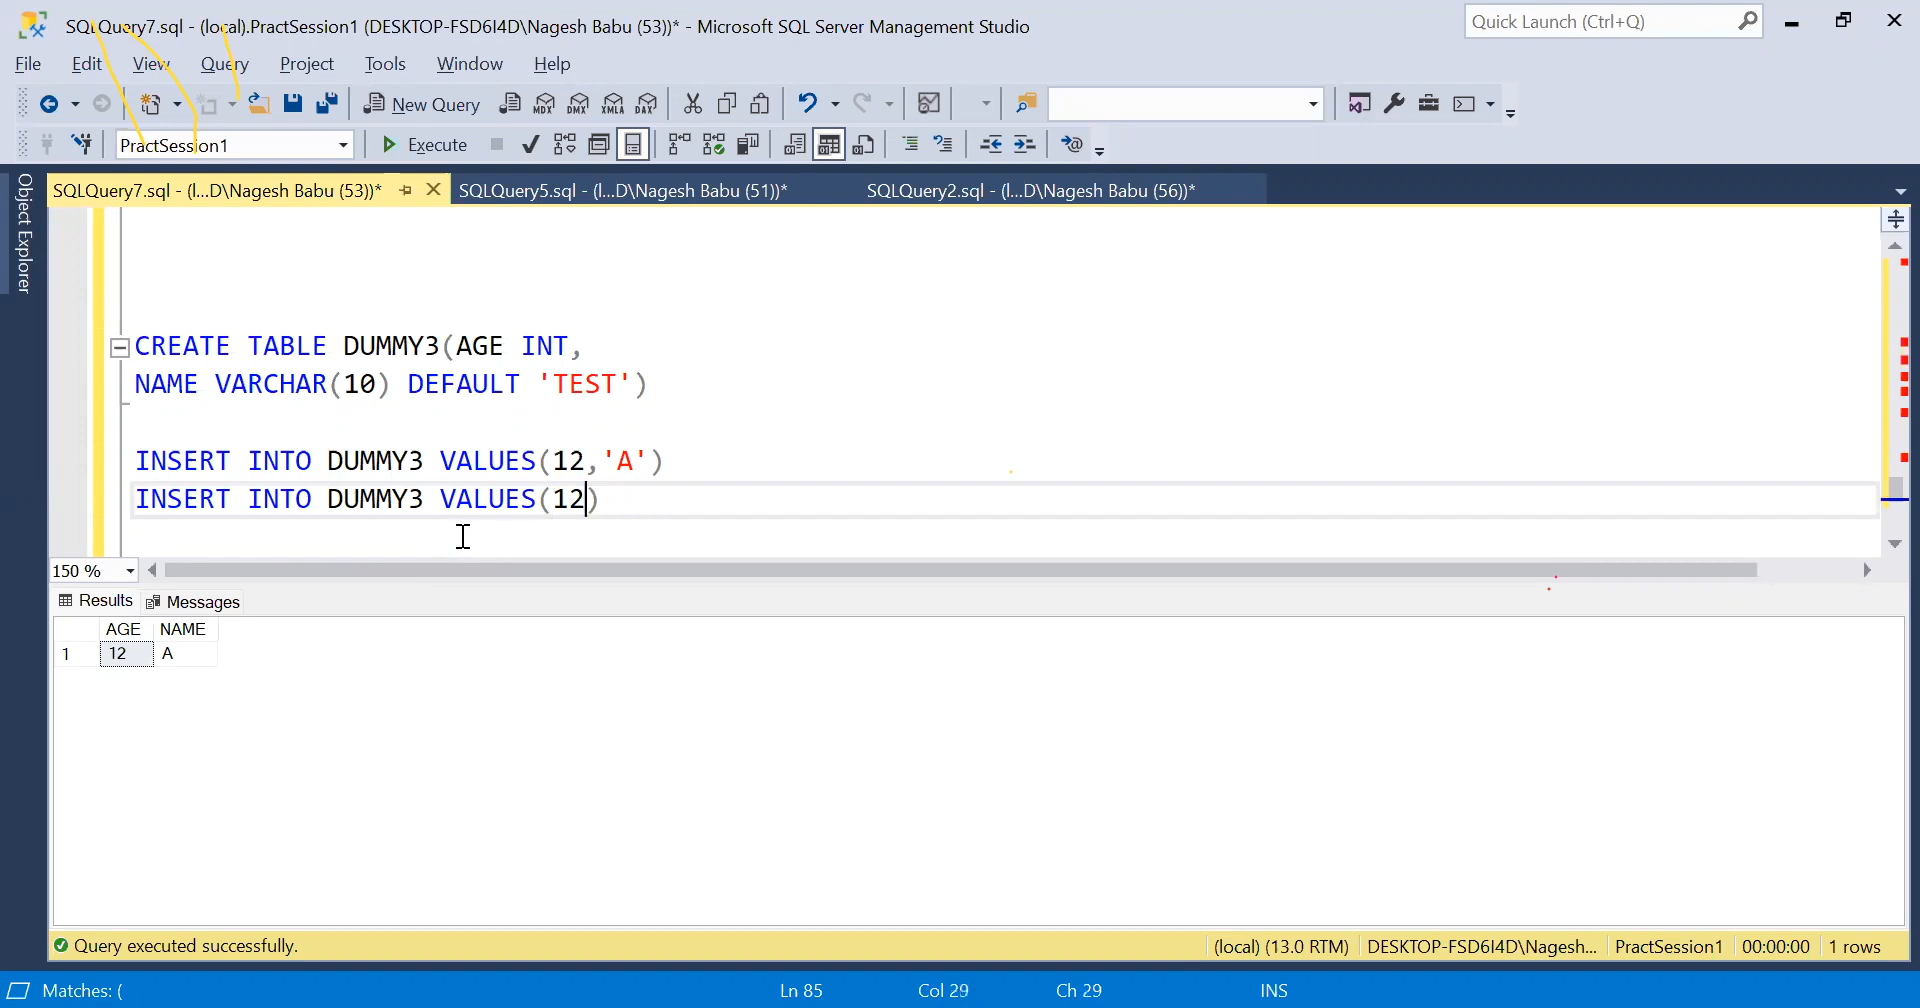 SQLQuery7.sql - (local).PractSession1 (DESKTOP-FSD6I4D\Nagesh Babu (53))* - Microsoft SQL Server Management Studio
Quick Launch (Ctrl+Q)
File Edit View Query Project Tools Window Help
New Query MDX DMX XMLA DAX
PractSession1 Execute
Object Explorer
SQLQuery7.sql - (l...D\Nagesh Babu (53))* SQLQuery5.sql - (l...D\Nagesh Babu (51))* SQLQuery2.sql - (l...D\Nagesh Babu (56))*
CREATE TABLE DUMMY3(AGE INT,
NAME VARCHAR(10) DEFAULT 'TEST')
INSERT INTO DUMMY3 VALUES(12,'A')
INSERT INTO DUMMY3 VALUES(12)
150 %
Results Messages
AGE NAME
1 12 A
Query executed successfully. (local) (13.0 RTM) DESKTOP-FSD6I4D\Nagesh... PractSession1 00:00:00 1 rows
Matches: ( Ln 85 Col 29 Ch 29 INS